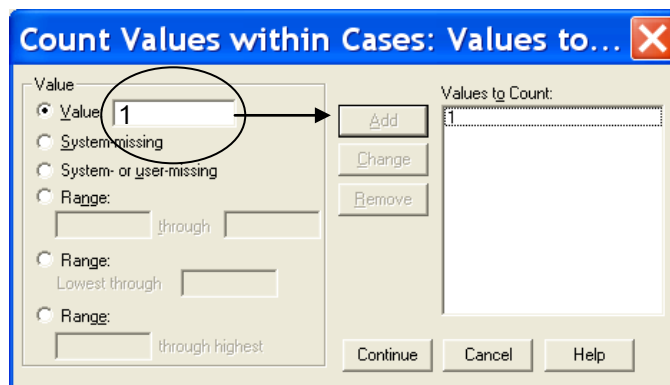 Count Values within Cases: Values to...
Value
Value 1
System-missing
System- or user-missing
Range:
through
Range:
Lowest through
Range:
through highest
Add
Change
Remove
Values to Count:
1
Continue
Cancel
Help